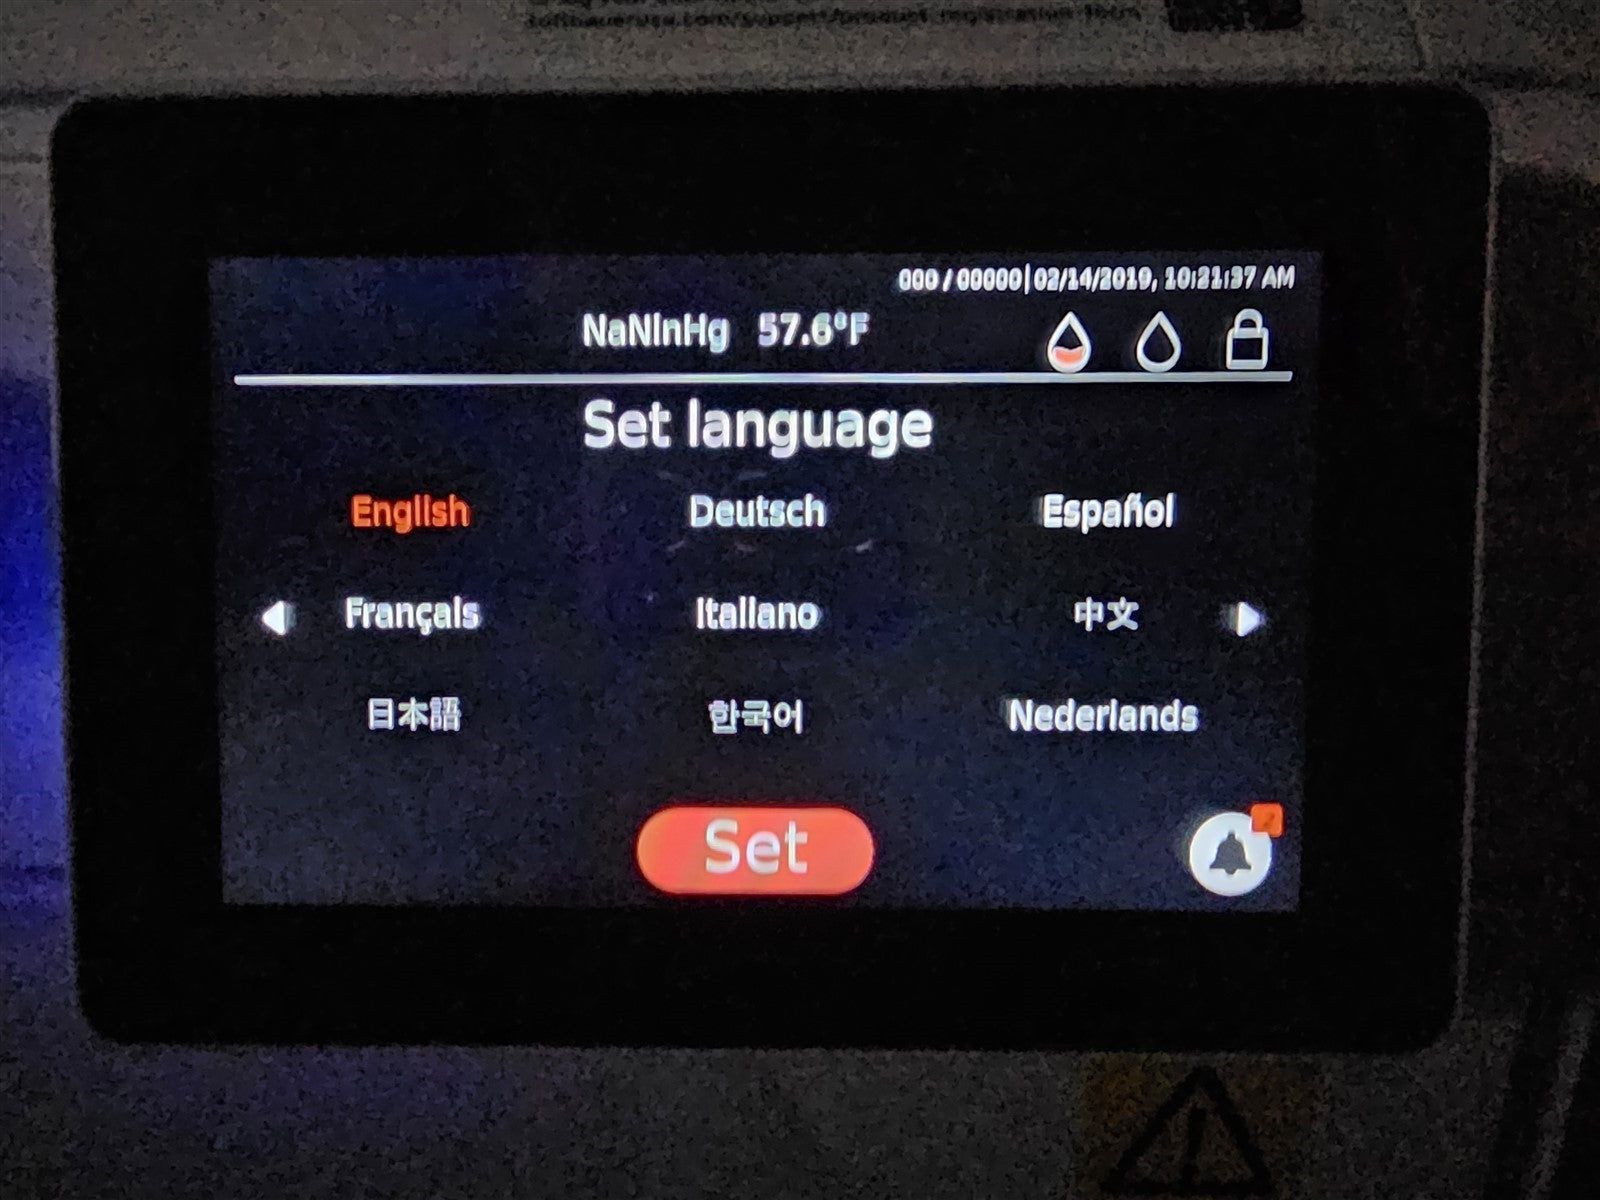 000 / 00000|02/14/2019, 10:21:37 AM
NaNinHg 57.6°F
Set language
English Deutsch Español
Français Italiano 中文
日本語 한국어 Nederlands
Set